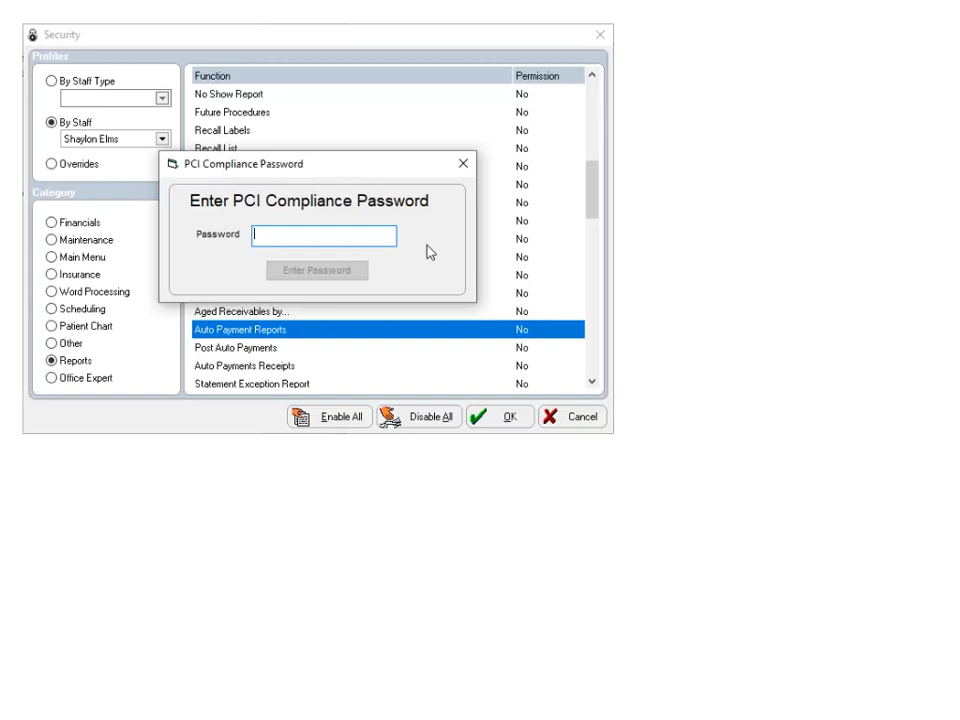 Security
Profiles
By Staff Type
By Staff
Shaylon Elms
Overrides
Category
Financials
Maintenance
Main Menu
Insurance
Word Processing
Scheduling
Patient Chart
Other
Reports
Office Expert
Function Permission
No Show Report No
Future Procedures No
Recall Labels No
Recall List No
No
No
No
No
No
No
No
Aged Receivables by... No
Auto Payment Reports No
Post Auto Payments No
Auto Payments Receipts No
Statement Exception Report No
PCI Compliance Password
Enter PCI Compliance Password
Password
Enter Password
Enable All Disable All OK Cancel